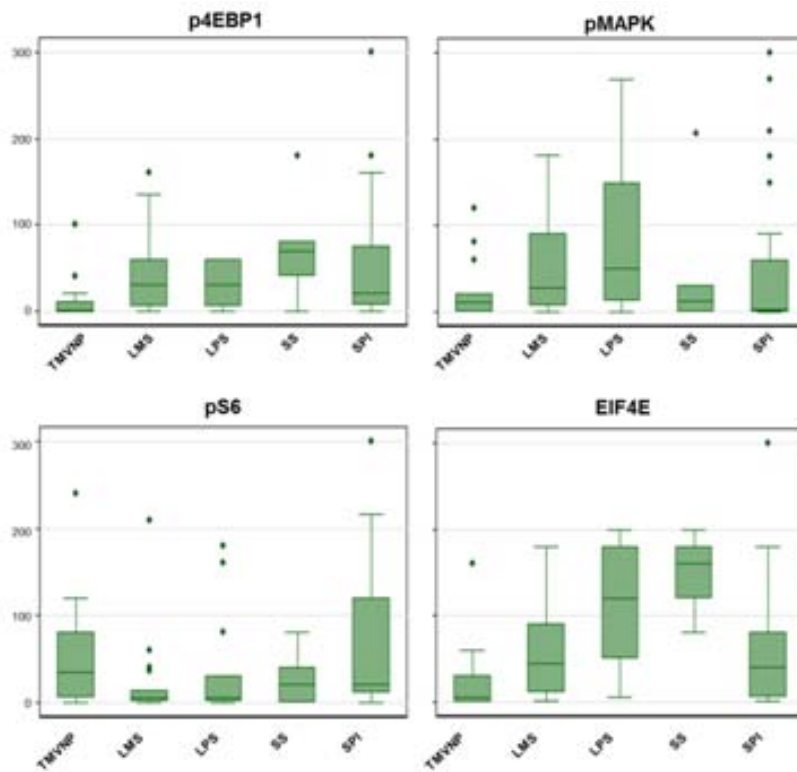 p4EBP1
pMAPK
300
200
100
0
TMVNP LMS LPS SS SPI
TMVNP LMS LPS SS SPI
pS6
EIF4E
300
200
100
0
TMVNP LMS LPS SS SPI
TMVNP LMS LPS SS SPI